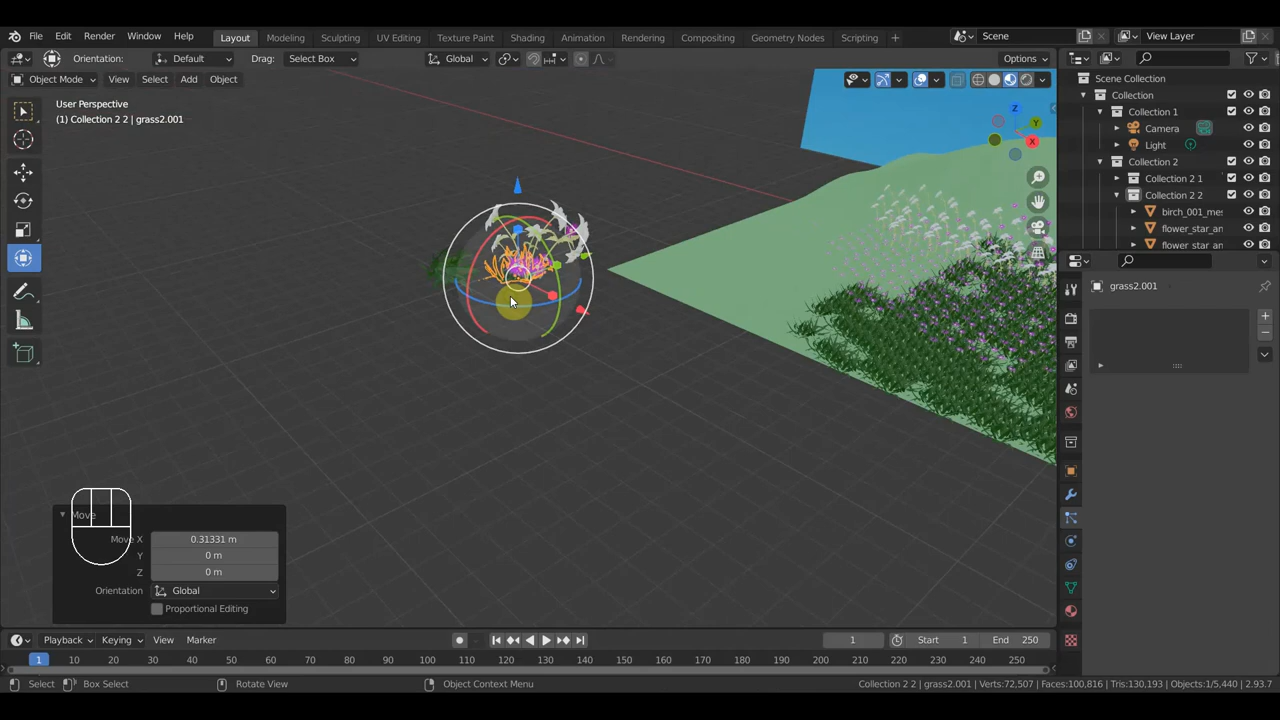 File Edit Render Window Help Layout Modeling Sculpting UV Editing Texture Paint Shading Animation Rendering Compositing Geometry Nodes Scripting + Scene View Layer
Orientation: Default Drag: Select Box Global Options
Object Mode View Select Add Object
Scene Collection
Collection
Collection 1
Camera
Light
Collection 2
Collection 2 1
Collection 2 2
birch_001_me
flower_star_an
flower star an
User Perspective
(1) Collection 2 2 | grass2.001
Z
Y
X
grass2.001
Move
Move X 0.31331 m
Y 0 m
Z 0 m
Orientation Global
Proportional Editing
Playback Keying View Marker 1 Start 1 End 250
1 10 20 30 40 50 60 70 80 90 100 110 120 130 140 150 160 170 180 190 200 210 220 230 240 250
Select Box Select Rotate View Object Context Menu Collection 2 2 | grass2.001 | Verts:72,507 | Faces:100,816 | Tris:130,193 | Objects:1/5,440 | 2.93.7